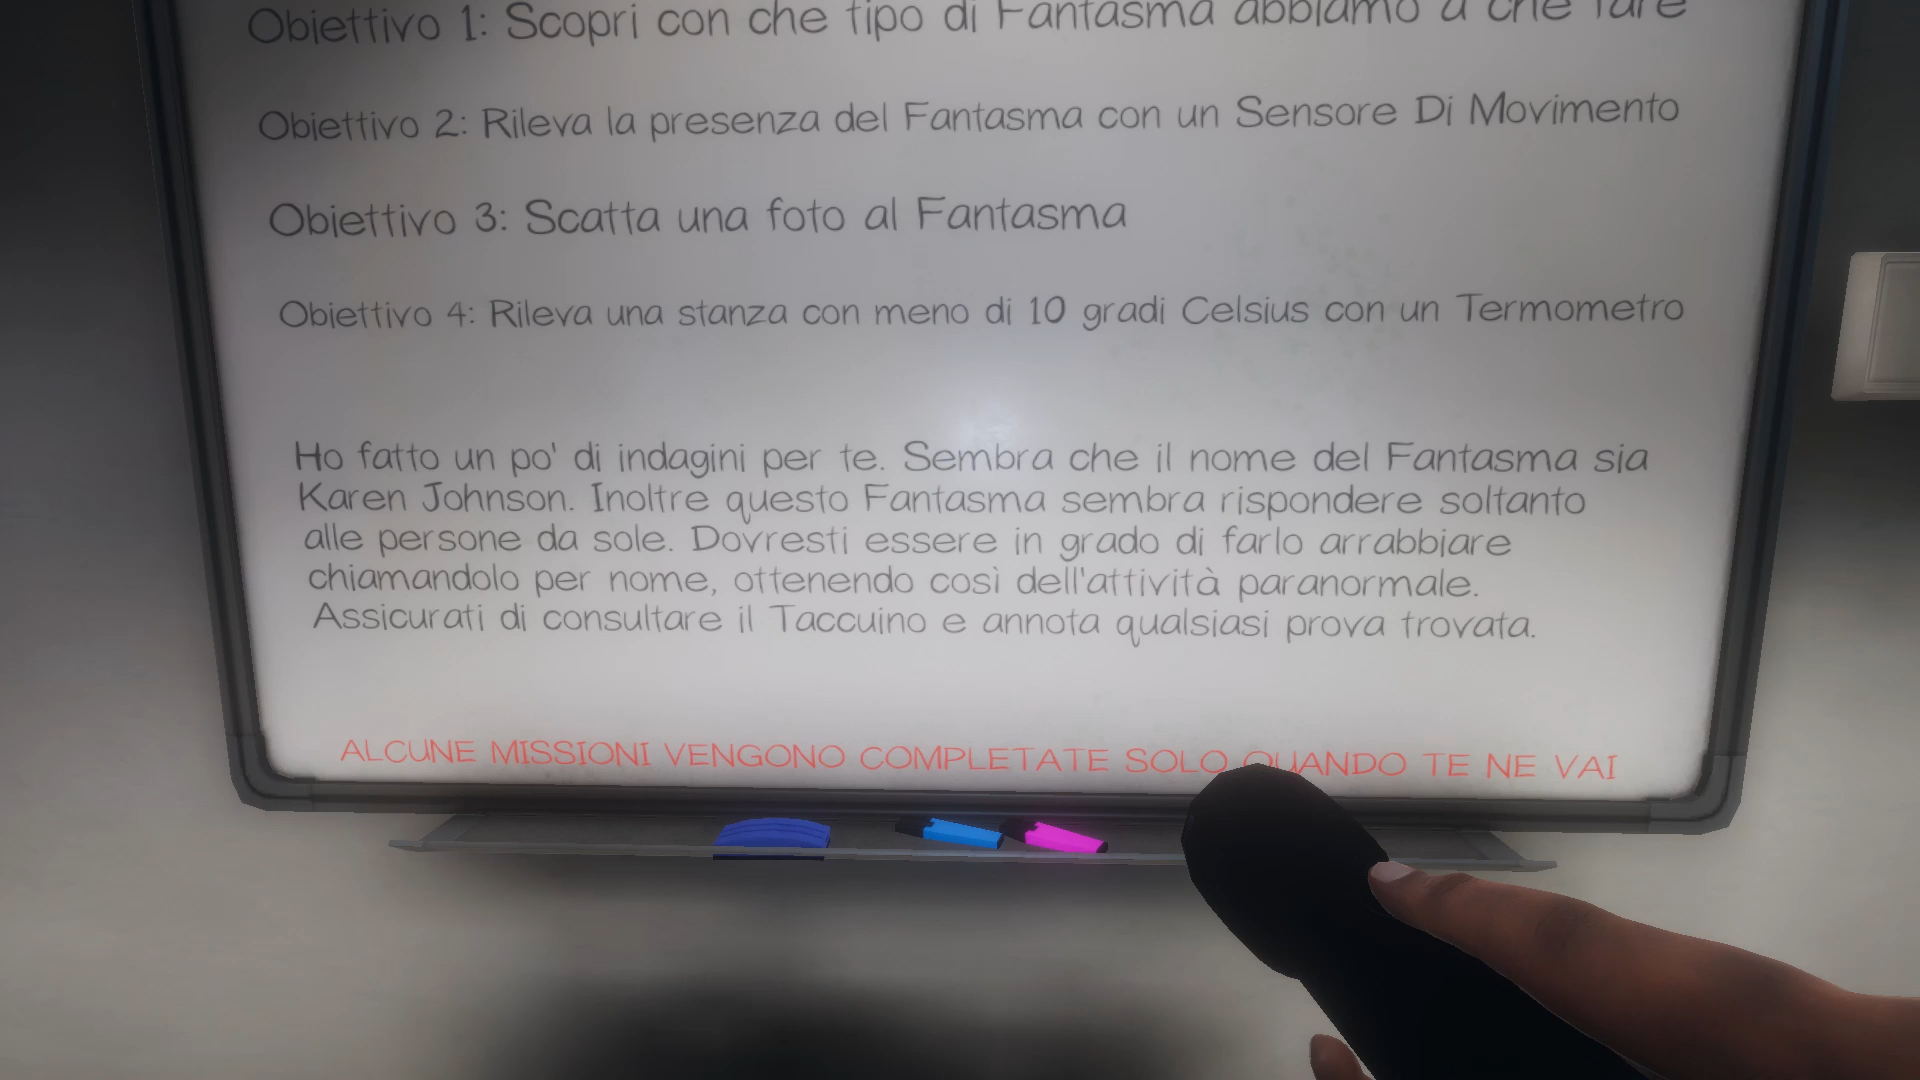 Obiettivo 1: Scopri con che tipo di Fantasma abbiamo a che fare
Obiettivo 2: Rileva la presenza del Fantasma con un Sensore Di Movimento
Obiettivo 3: Scatta una foto al Fantasma
Obiettivo 4: Rileva una stanza con meno di 10 gradi Celsius con un Termometro
Ho fatto un po' di indagini per te. Sembra che il nome del Fantasma sia
Karen Johnson. Inoltre questo Fantasma sembra rispondere soltanto
alle persone da sole. Dovresti essere in grado di farlo arrabbiare
chiamandolo per nome, ottenendo così dell'attività paranormale.
Assicurati di consultare il Taccuino e annota qualsiasi prova trovata.
ALCUNE MISSIONI VENGONO COMPLETATE SOLO QUANDO TE NE VAI